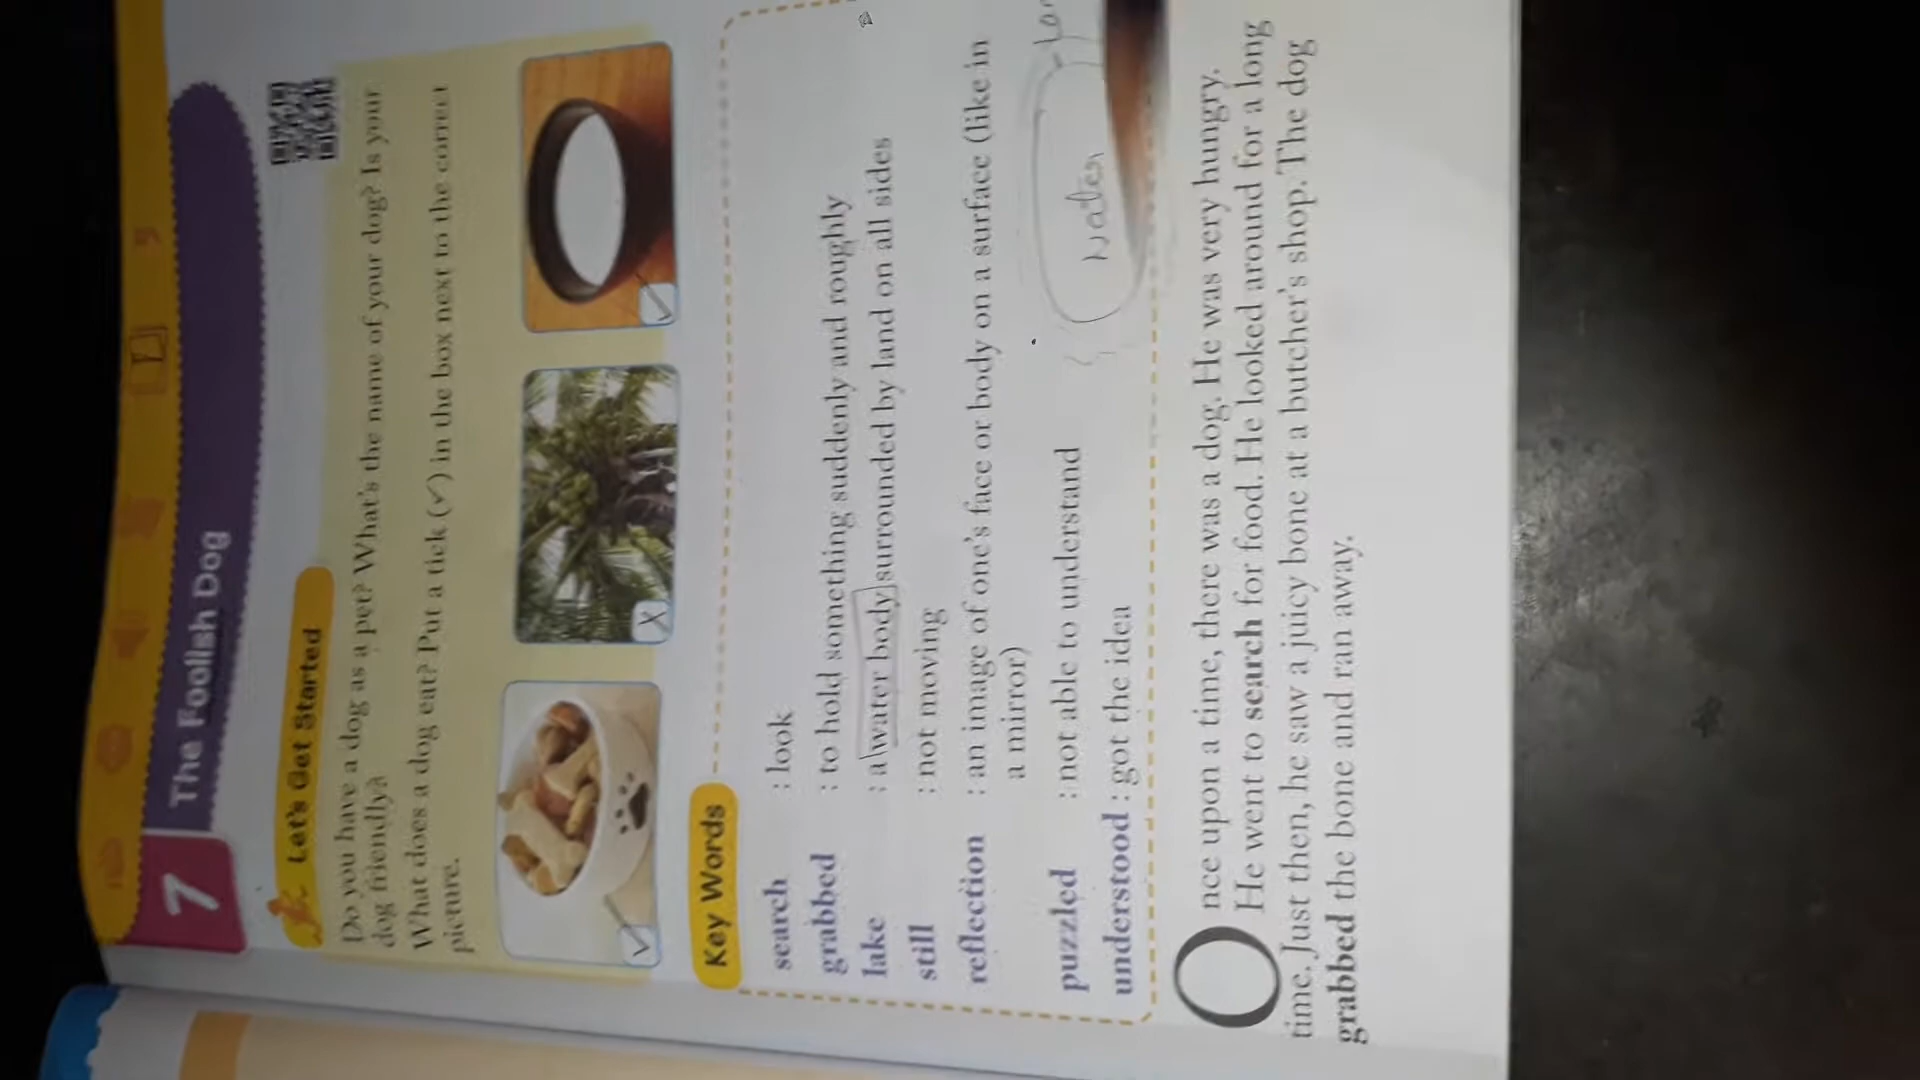 7
The Foolish Dog
Let's Get Started
Do you have a dog as a pet? What's the name of your dog? Is your
dog friendly?
What does a dog eat? Put a tick (✓) in the box next to the correct
picture.
✓
X
✓
Key Words
search : look
grabbed : to hold something suddenly and roughly
lake : a water body surrounded by land on all sides
still : not moving
reflection : an image of one's face or body on a surface (like in
a mirror)
puzzled : not able to understand
understood : got the idea
water
Once upon a time, there was a dog. He was very hungry.
He went to search for food. He looked around for a long
time. Just then, he saw a juicy bone at a butcher's shop. The dog
grabbed the bone and ran away.